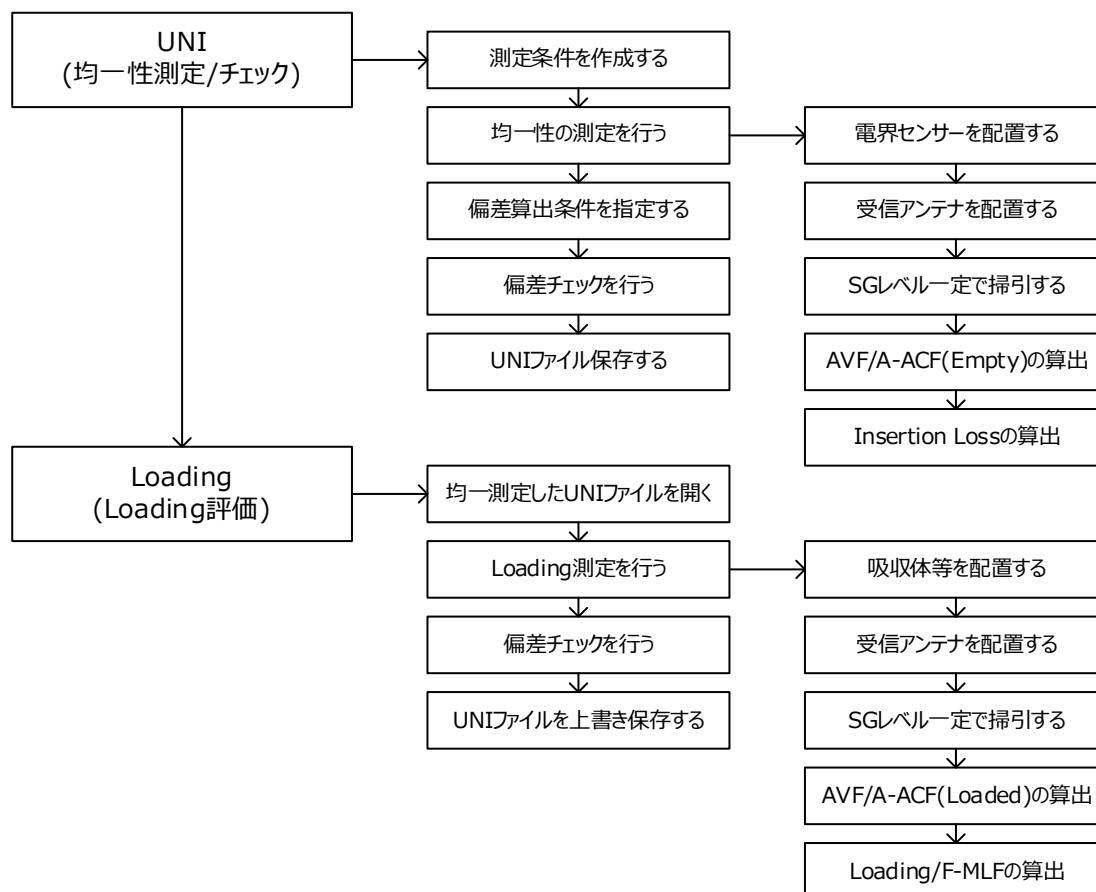 UNI
(均一性測定/チェック)
測定条件を作成する
均一性の測定を行う
偏差算出条件を指定する
偏差チェックを行う
UNIファイル保存する
電界センサーを配置する
受信アンテナを配置する
SGレベル一定で掃引する
AVF/A-ACF(Empty)の算出
Insertion Lossの算出
Loading
(Loading評価)
均一測定したUNIファイルを開く
Loading測定を行う
偏差チェックを行う
UNIファイルを上書き保存する
吸収体等を配置する
受信アンテナを配置する
SGレベル一定で掃引する
AVF/A-ACF(Loaded)の算出
Loading/F-MLFの算出